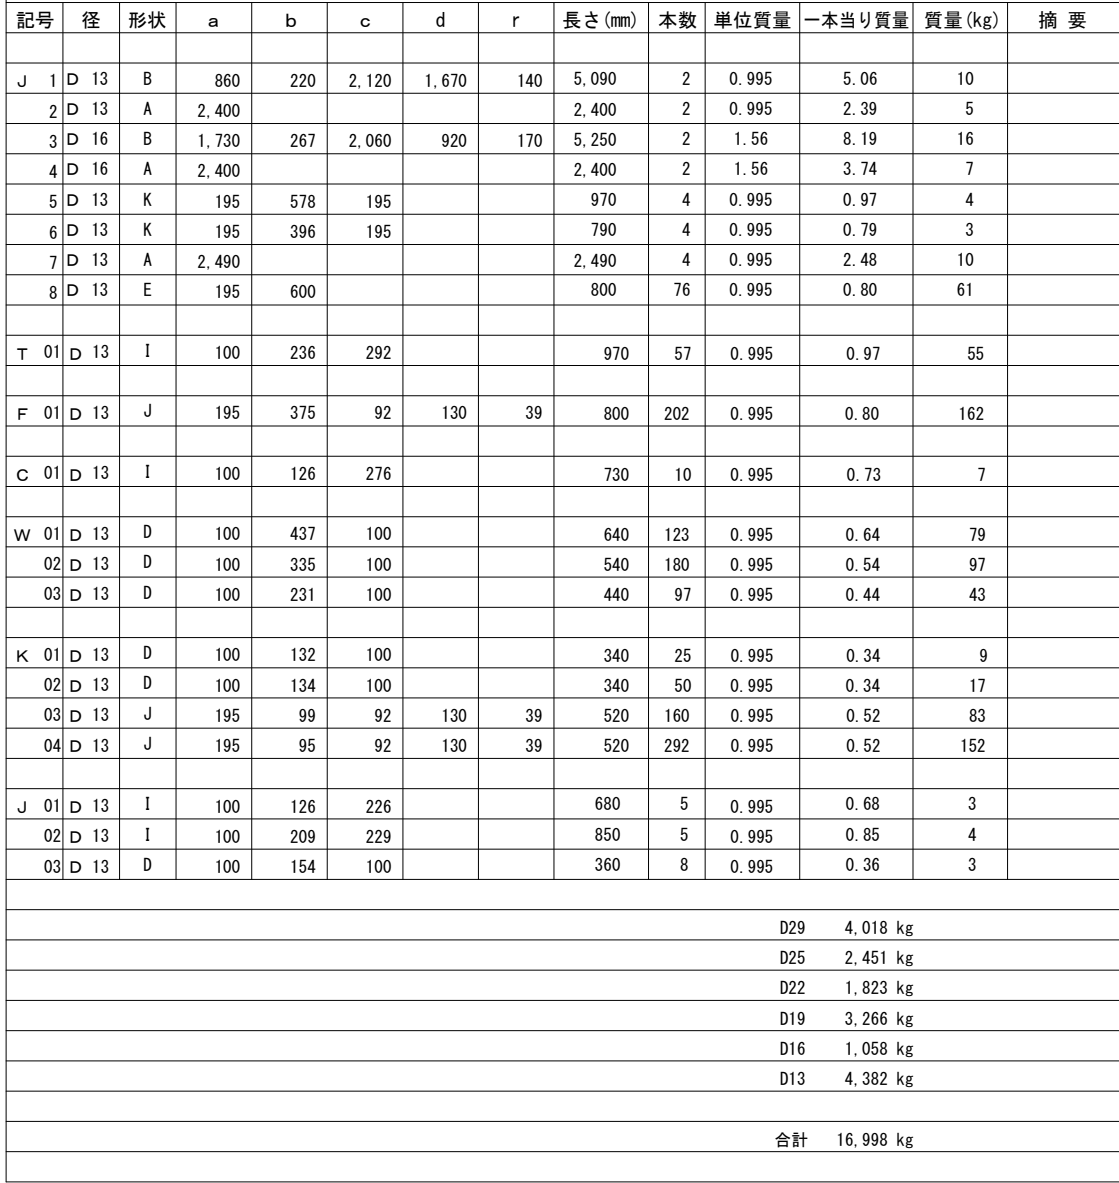 記号 径 形状 a b c d r 長さ(mm) 本数 単位質量 一本当り質量 質量(kg) 摘 要
J 1 D 13 B 860 220 2,120 1,670 140 5,090 2 0.995 5.06 10
2 D 13 A 2,400 2,400 2 0.995 2.39 5
3 D 16 B 1,730 267 2,060 920 170 5,250 2 1.56 8.19 16
4 D 16 A 2,400 2,400 2 1.56 3.74 7
5 D 13 K 195 578 195 970 4 0.995 0.97 4
6 D 13 K 195 396 195 790 4 0.995 0.79 3
7 D 13 A 2,490 2,490 4 0.995 2.48 10
8 D 13 E 195 600 800 76 0.995 0.80 61
T 01 D 13 I 100 236 292 970 57 0.995 0.97 55
F 01 D 13 J 195 375 92 130 39 800 202 0.995 0.80 162
C 01 D 13 I 100 126 276 730 10 0.995 0.73 7
W 01 D 13 D 100 437 100 640 123 0.995 0.64 79
02 D 13 D 100 335 100 540 180 0.995 0.54 97
03 D 13 D 100 231 100 440 97 0.995 0.44 43
K 01 D 13 D 100 132 100 340 25 0.995 0.34 9
02 D 13 D 100 134 100 340 50 0.995 0.34 17
03 D 13 J 195 99 92 130 39 520 160 0.995 0.52 83
04 D 13 J 195 95 92 130 39 520 292 0.995 0.52 152
J 01 D 13 I 100 126 226 680 5 0.995 0.68 3
02 D 13 I 100 209 229 850 5 0.995 0.85 4
03 D 13 D 100 154 100 360 8 0.995 0.36 3
D29 4,018 kg
D25 2,451 kg
D22 1,823 kg
D19 3,266 kg
D16 1,058 kg
D13 4,382 kg
合計 16,998 kg